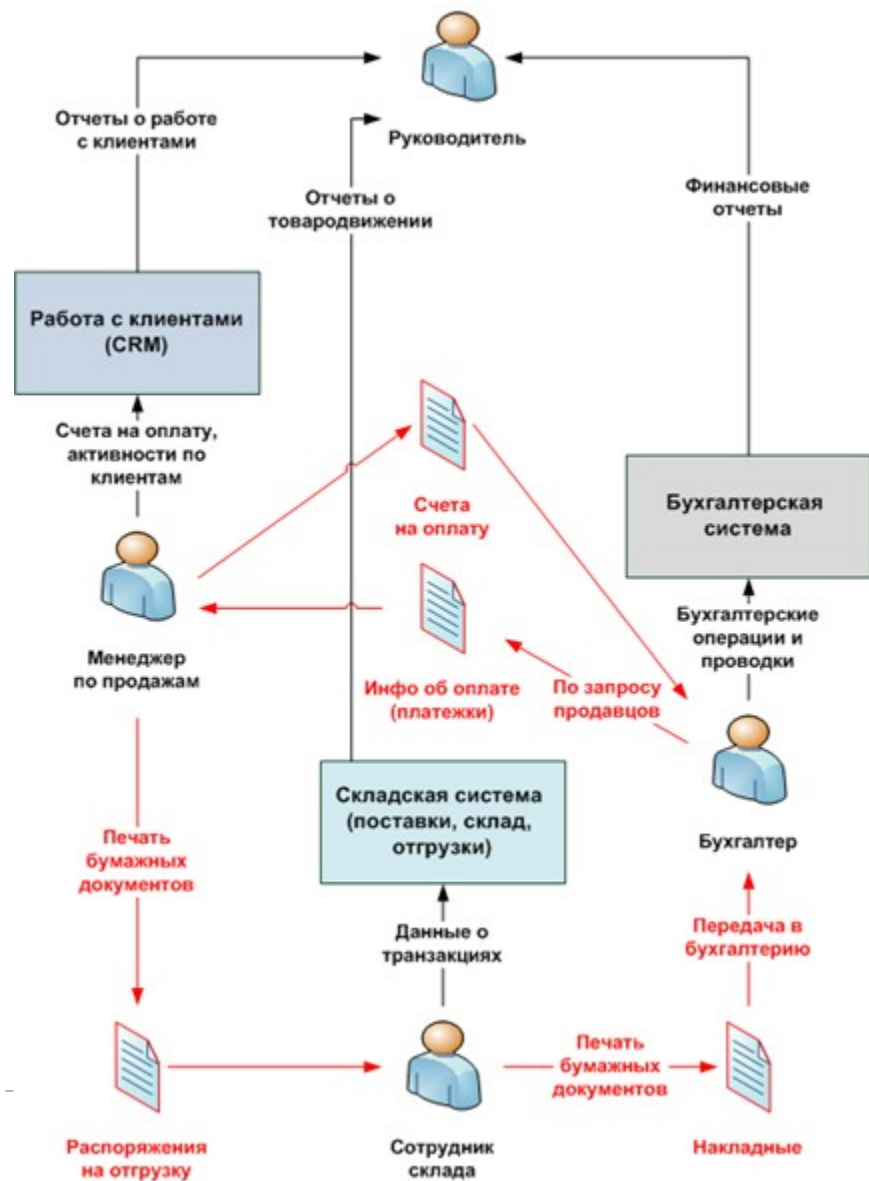 Руководитель
Отчеты о работе
с клиентами
Отчеты о
товародвижении
Финансовые
отчеты
Работа с клиентами
(CRM)
Счета на оплату,
активности по
клиентам
Счета
на оплату
Бухгалтерская
система
Менеджер
по продажам
Инфо об оплате
(платежки)
По запросу
продавцов
Бухгалтерские
операции и
проводки
Складская система
(поставки, склад,
отгрузки)
Бухгалтер
Печать
бумажных
документов
Данные о
транзакциях
Передача в
бухгалтерию
Печать
бумажных
документов
Распоряжения
на отгрузку
Сотрудник
склада
Накладные